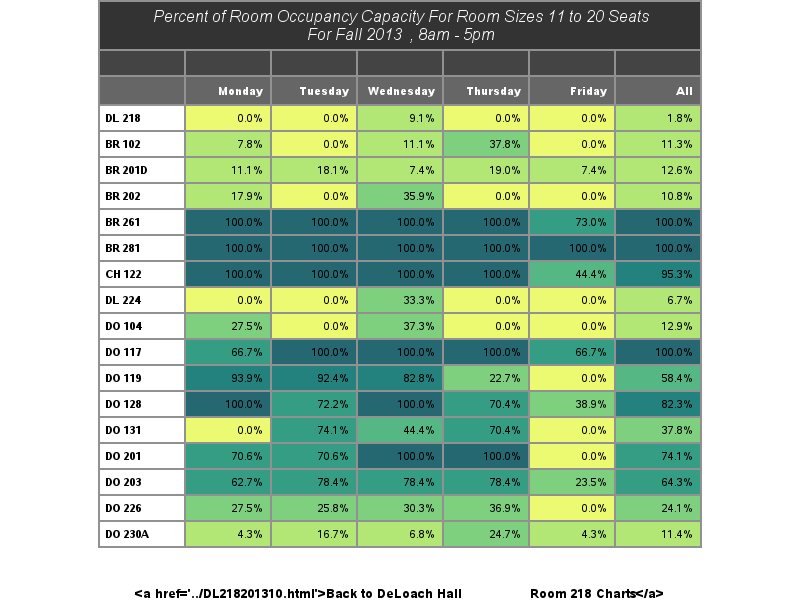 Percent of Room Occupancy Capacity For Room Sizes 11 to 20 Seats
For Fall 2013 , 8am - 5pm
Monday Tuesday Wednesday Thursday Friday All
DL 218 0.0% 0.0% 9.1% 0.0% 0.0% 1.8%
BR 102 7.8% 0.0% 11.1% 37.8% 0.0% 11.3%
BR 201D 11.1% 18.1% 7.4% 19.0% 7.4% 12.6%
BR 202 17.9% 0.0% 35.9% 0.0% 0.0% 10.8%
BR 261 100.0% 100.0% 100.0% 100.0% 73.0% 100.0%
BR 281 100.0% 100.0% 100.0% 100.0% 100.0% 100.0%
CH 122 100.0% 100.0% 100.0% 100.0% 44.4% 95.3%
DL 224 0.0% 0.0% 33.3% 0.0% 0.0% 6.7%
DO 104 27.5% 0.0% 37.3% 0.0% 0.0% 12.9%
DO 117 66.7% 100.0% 100.0% 100.0% 66.7% 100.0%
DO 119 93.9% 92.4% 82.8% 22.7% 0.0% 58.4%
DO 128 100.0% 72.2% 100.0% 70.4% 38.9% 82.3%
DO 131 0.0% 74.1% 44.4% 70.4% 0.0% 37.8%
DO 201 70.6% 70.6% 100.0% 100.0% 0.0% 74.1%
DO 203 62.7% 78.4% 78.4% 78.4% 23.5% 64.3%
DO 226 27.5% 25.8% 30.3% 36.9% 0.0% 24.1%
DO 230A 4.3% 16.7% 6.8% 24.7% 4.3% 11.4%
<a href='../DL218201310.html'>Back to DeLoach Hall Room 218 Charts</a>